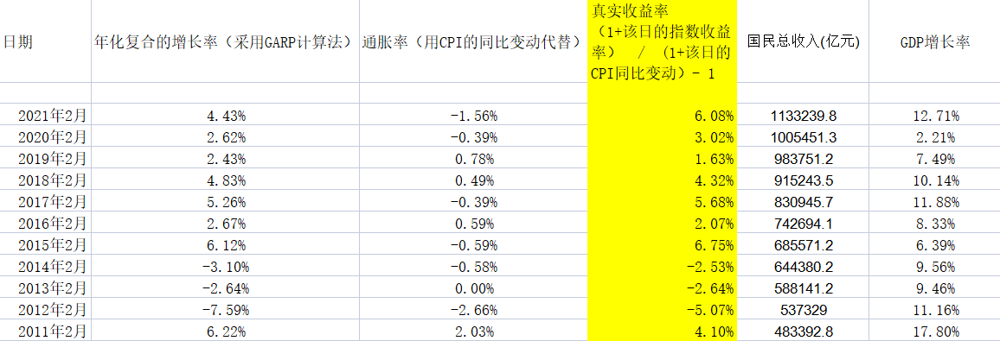 日期 年化复合的增长率（采用GARP计算法） 通胀率（用CPI的同比变动代替） 真实收益率 国民总收入(亿元) GDP增长率
（1+该日的指数收益
率） / (1+该日的
CPI同比变动）- 1
2021年2月 4.43% -1.56% 6.08% 1133239.8 12.71%
2020年2月 2.62% -0.39% 3.02% 1005451.3 2.21%
2019年2月 2.43% 0.78% 1.63% 983751.2 7.49%
2018年2月 4.83% 0.49% 4.32% 915243.5 10.14%
2017年2月 5.26% -0.39% 5.68% 830945.7 11.88%
2016年2月 2.67% 0.59% 2.07% 742694.1 8.33%
2015年2月 6.12% -0.59% 6.75% 685571.2 6.39%
2014年2月 -3.10% -0.58% -2.53% 644380.2 9.56%
2013年2月 -2.64% 0.00% -2.64% 588141.2 9.46%
2012年2月 -7.59% -2.66% -5.07% 537329 11.16%
2011年2月 6.22% 2.03% 4.10% 483392.8 17.80%